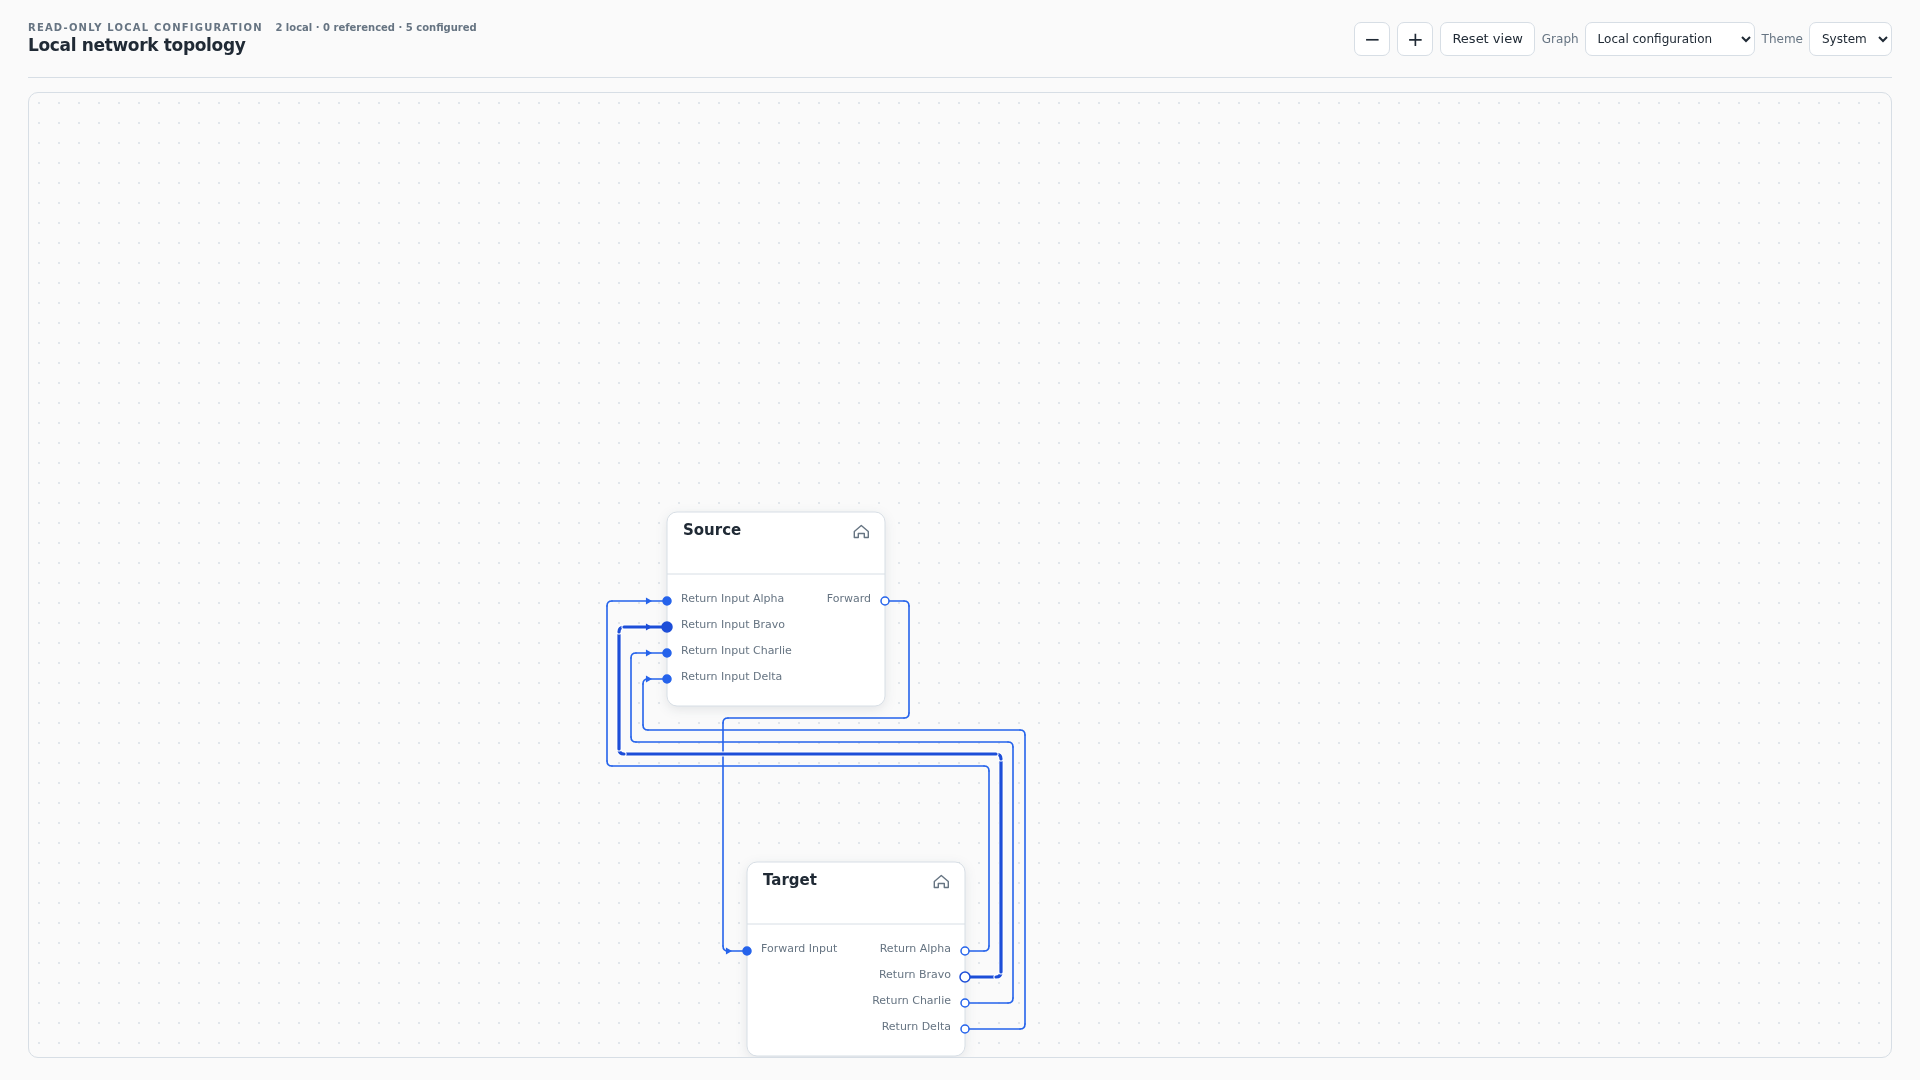 READ-ONLY LOCAL CONFIGURATION 2 local · 0 referenced · 5 configured
Local network topology
− + Reset view Graph Local configuration Theme System
Source
Return Input Alpha Forward
Return Input Bravo
Return Input Charlie
Return Input Delta
Target
Forward Input Return Alpha
Return Bravo
Return Charlie
Return Delta